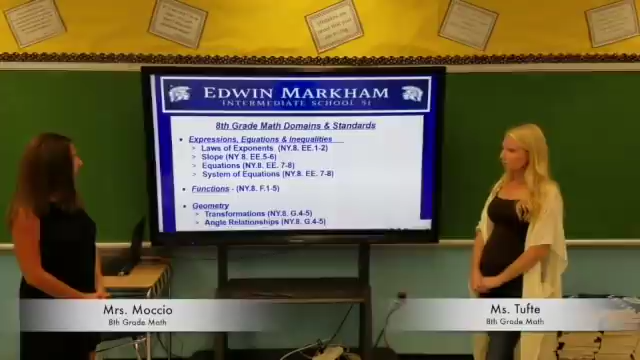 EDWIN MARKHAM
INTERMEDIATE SCHOOL 51
8th Grade Math Domains & Standards
• Expressions, Equations & Inequalities
➢ Laws of Exponents (NY.8. EE.1-2)
➢ Slope (NY.8. EE.5-6)
➢ Equations (NY.8. EE. 7-8)
➢ System of Equations (NY.8. EE. 7-8)
• Functions - (NY.8. F.1-5)
• Geometry
➢ Transformations (NY.8. G.4-5)
➢ Angle Relationships (NY.8. G.4-5)
Mrs. Moccio
8th Grade Math
Ms. Tufte
8th Grade Math